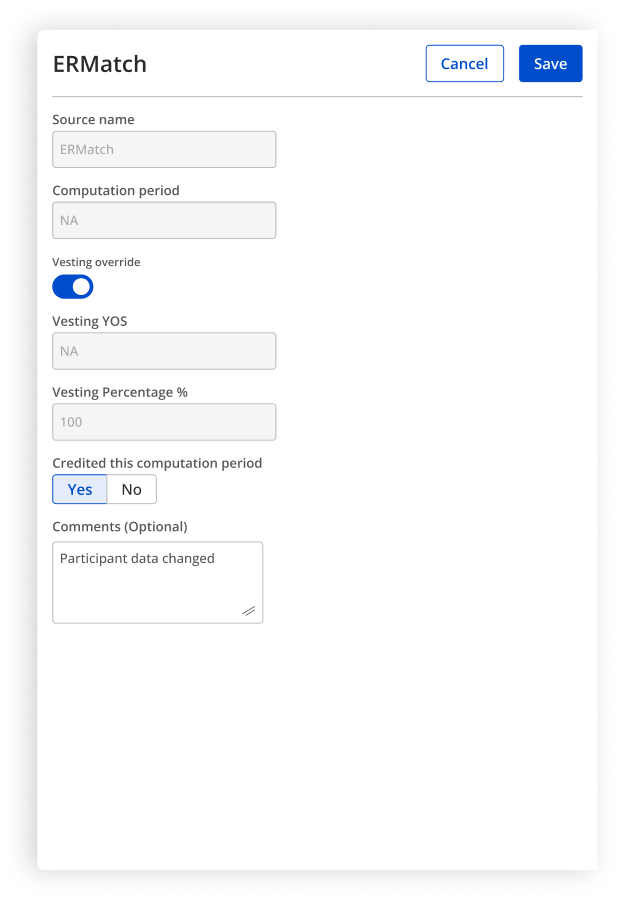 ERMatch
Cancel
Save
Source name
ERMatch
Computation period
NA
Vesting override
Vesting YOS
NA
Vesting Percentage %
100
Credited this computation period
Yes
No
Comments (Optional)
Participant data changed